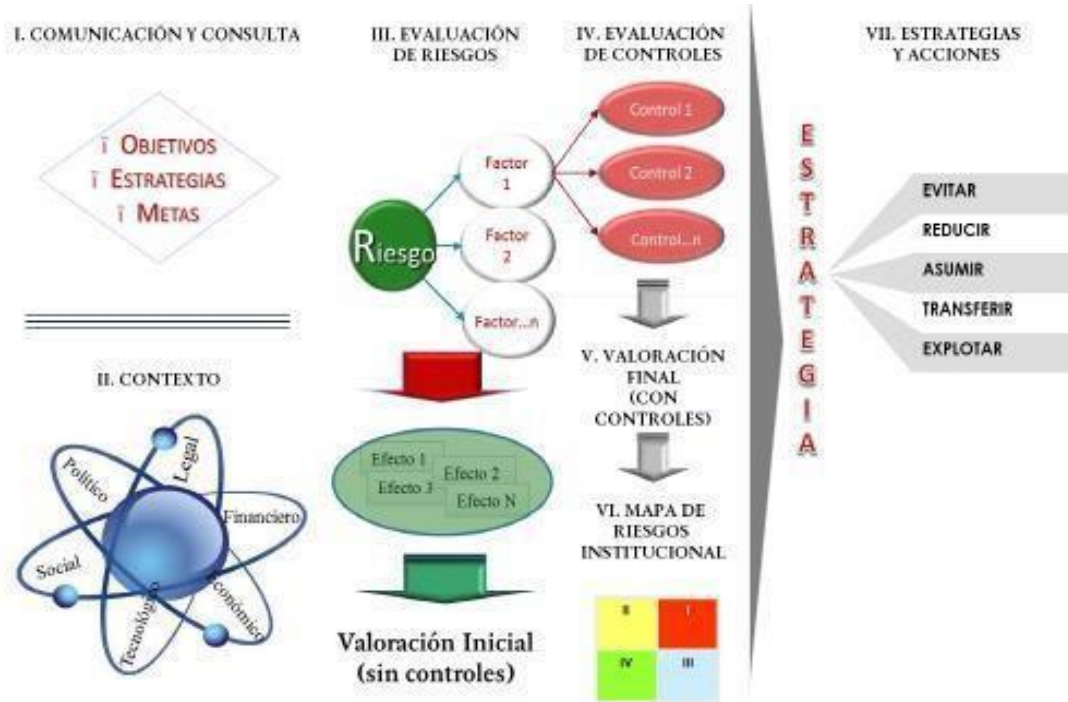 I. COMUNICACIÓN Y CONSULTA
ï OBJETIVOS
ï ESTRATEGIAS
ï METAS
II. CONTEXTO
Político
Legal
Financiero
Social
Tecnológico
Económico
III. EVALUACIÓN
DE RIESGOS
Riesgo
Factor
1
Factor
2
Factor...n
Efecto 1
Efecto 2
Efecto 3
Efecto N
Valoración Inicial
(sin controles)
IV. EVALUACIÓN
DE CONTROLES
Control 1
Control 2
Control...n
V. VALORACIÓN
FINAL
(CON
CONTROLES)
VI. MAPA DE
RIESGOS
INSTITUCIONAL
II
I
IV
III
ESTRATEGIA
VII. ESTRATEGIAS
Y ACCIONES
EVITAR
REDUCIR
ASUMIR
TRANSFERIR
EXPLOTAR